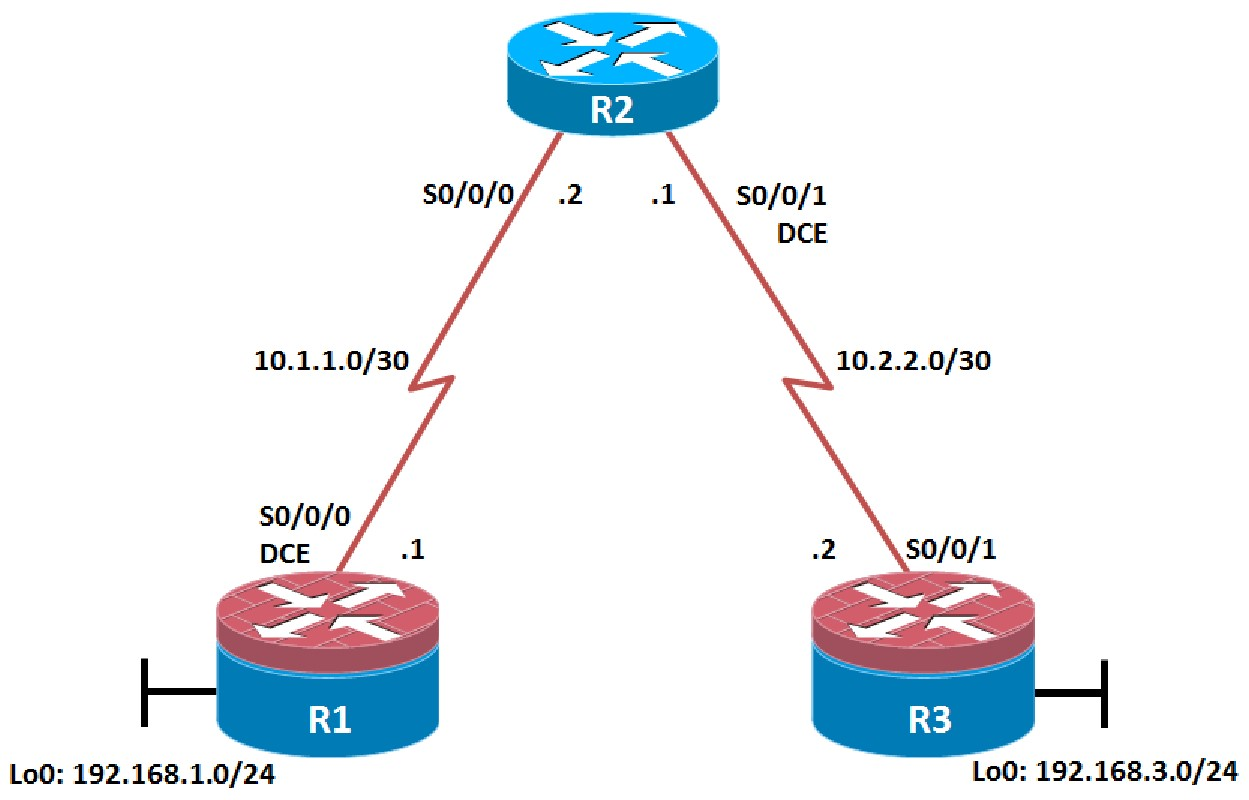 R2
S0/0/0
.2
.1
S0/0/1
DCE
10.1.1.0/30
10.2.2.0/30
S0/0/0
DCE
.1
.2
S0/0/1
R1
R3
Lo0: 192.168.1.0/24
Lo0: 192.168.3.0/24